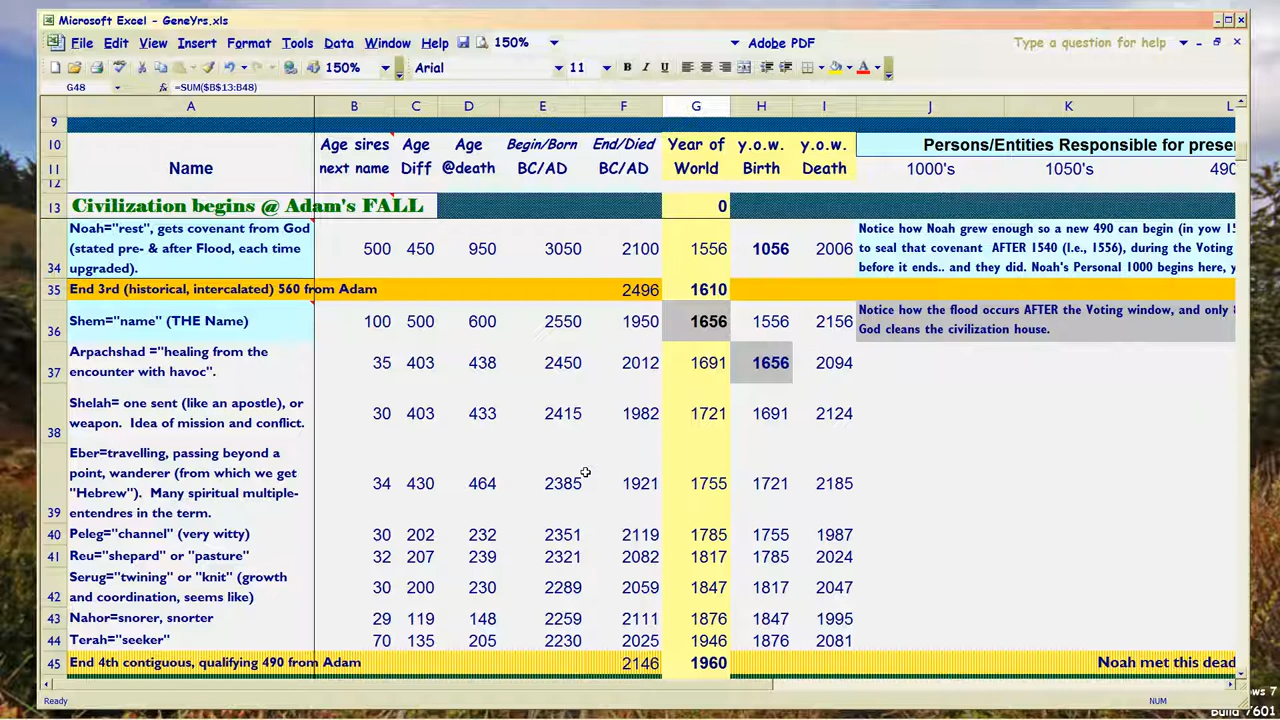 Microsoft Excel - GeneYrs.xls
File Edit View Insert Format Tools Data Window Help 150% Adobe PDF Type a question for help
150% Arial 11 B I U
G48 fx =SUM($B$13:B48)
A B C D E F G H I J K L
9
10 Age sires Age Age Begin/Born End/Died Year of y.o.w. y.o.w. Persons/Entities Responsible for prese
11 Name next name Diff @death BC/AD BC/AD World Birth Death 1000's 1050's 490
12
13 Civilization begins @ Adam's FALL 0
Noah="rest", gets covenant from God
(stated pre- & after Flood, each time
upgraded).
34 500 450 950 3050 2100 1556 1056 2006
Notice how Noah grew enough so a new 490 can begin (in yow 15
to seal that covenant AFTER 1540 (I.e., 1556), during the Voting
before it ends.. and they did. Noah's Personal 1000 begins here, y
35 End 3rd (historical, intercalated) 560 from Adam 2496 1610
36 Shem="name" (THE Name) 100 500 600 2550 1950 1656 1556 2156
Notice how the flood occurs AFTER the Voting window, and only
God cleans the civilization house.
Arpachshad ="healing from the
encounter with havoc".
37 35 403 438 2450 2012 1691 1656 2094
Shelah= one sent (like an apostle), or
weapon. Idea of mission and conflict.
38 30 403 433 2415 1982 1721 1691 2124
Eber=travelling, passing beyond a
point, wanderer (from which we get
"Hebrew"). Many spiritual multiple-
entendres in the term.
39 34 430 464 2385 1921 1755 1721 2185
40 Peleg="channel" (very witty) 30 202 232 2351 2119 1785 1755 1987
41 Reu="shepard" or "pasture" 32 207 239 2321 2082 1817 1785 2024
Serug="twining" or "knit" (growth
and coordination, seems like)
42 30 200 230 2289 2059 1847 1817 2047
43 Nahor=snorer, snorter 29 119 148 2259 2111 1876 1847 1995
44 Terah="seeker" 70 135 205 2230 2025 1946 1876 2081
45 End 4th contiguous, qualifying 490 from Adam 2146 1960 Noah met this dead
Ready NUM
ws 7
Build 7601